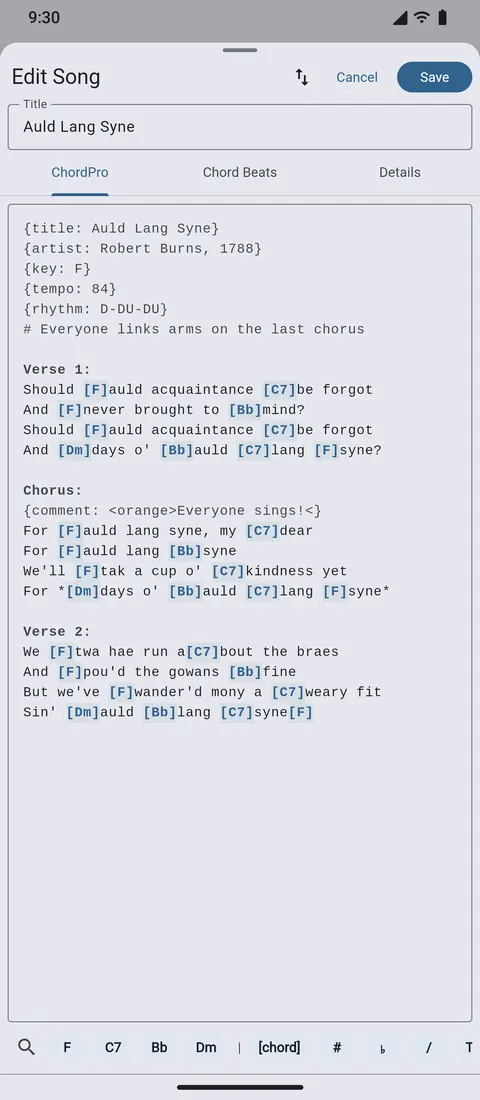 9:30
Edit Song
Cancel
Save
Title
Auld Lang Syne
ChordPro
Chord Beats
Details
{title: Auld Lang Syne}
{artist: Robert Burns, 1788}
{key: F}
{tempo: 84}
{rhythm: D-DU-DU}
# Everyone links arms on the last chorus
Verse 1:
Should [F]auld acquaintance [C7]be forgot
And [F]never brought to [Bb]mind?
Should [F]auld acquaintance [C7]be forgot
And [Dm]days o' [Bb]auld [C7]lang [F]syne?
Chorus:
{comment: <orange>Everyone sings!<}
For [F]auld lang syne, my [C7]dear
For [F]auld lang [Bb]syne
We'll [F]tak a cup o' [C7]kindness yet
For *[Dm]days o' [Bb]auld [C7]lang [F]syne*
Verse 2:
We [F]twa hae run a[C7]bout the braes
And [F]pou'd the gowans [Bb]fine
But we've [F]wander'd mony a [C7]weary fit
Sin' [Dm]auld [Bb]lang [C7]syne[F]
F C7 Bb Dm | [chord] # ♭ / T